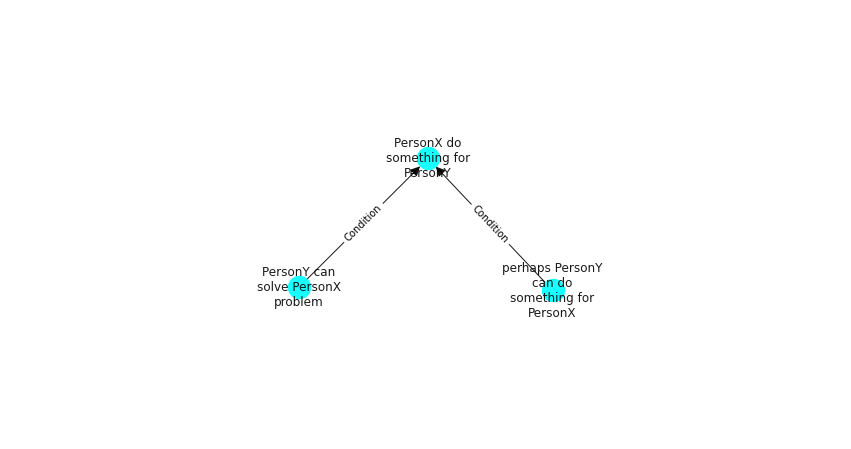 PersonX do
something for
PersonY
Condition
Condition
PersonY can
solve PersonX
problem
perhaps PersonY
can do
something for
PersonX